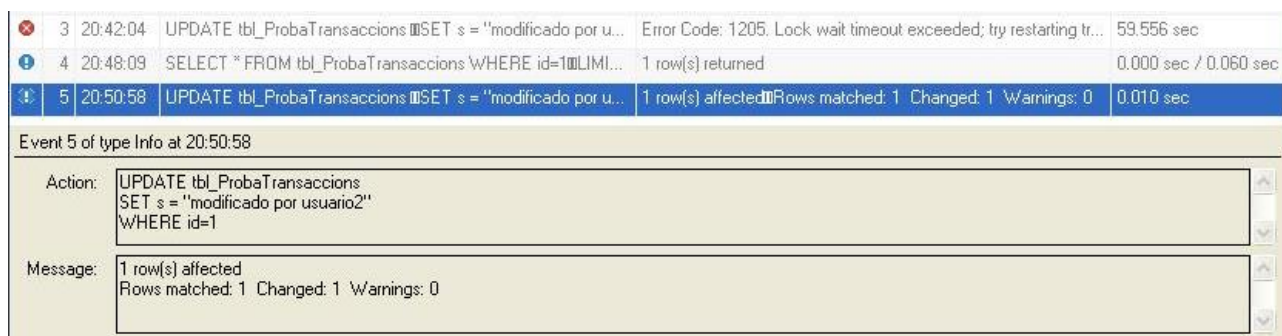 3 20:42:04 UPDATE tbl_ProbaTransaccions SET s = "modificado por u... Error Code: 1205. Lock wait timeout exceeded; try restarting tr... 59.556 sec
4 20:48:09 SELECT * FROM tbl_ProbaTransaccions WHERE id=1 LIMI... 1 row(s) returned 0.000 sec / 0.060 sec
5 20:50:58 UPDATE tbl_ProbaTransaccions SET s = "modificado por u... 1 row(s) affected Rows matched: 1 Changed: 1 Warnings: 0 0.010 sec
Event 5 of type Info at 20:50:58
Action: UPDATE tbl_ProbaTransaccions
SET s = "modificado por usuario2"
WHERE id=1
Message: 1 row(s) affected
Rows matched: 1 Changed: 1 Warnings: 0